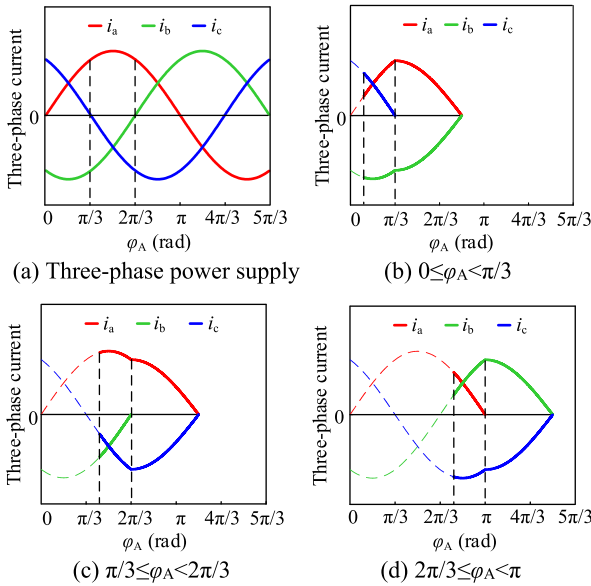 Three-phase current
i_a i_b i_c
0
0 π/3 2π/3 π 4π/3 5π/3
φ_A (rad)
(a) Three-phase power supply
Three-phase current
i_a i_b i_c
0
0 π/3 2π/3 π 4π/3 5π/3
φ_A (rad)
(b) 0≤φ_A<π/3
Three-phase current
i_a i_b i_c
0
0 π/3 2π/3 π 4π/3 5π/3
φ_A (rad)
(c) π/3≤φ_A<2π/3
Three-phase current
i_a i_b i_c
0
0 π/3 2π/3 π 4π/3 5π/3
φ_A (rad)
(d) 2π/3≤φ_A<π